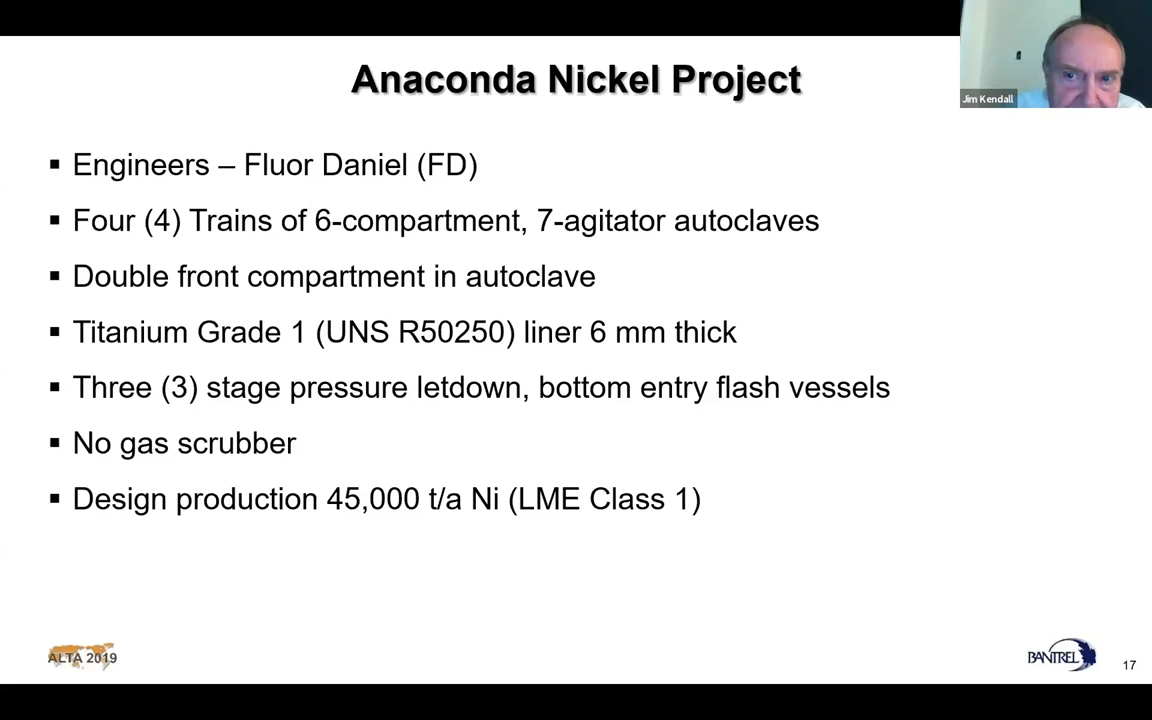 Anaconda Nickel Project
Jim Kendall
▪ Engineers – Fluor Daniel (FD)
▪ Four (4) Trains of 6-compartment, 7-agitator autoclaves
▪ Double front compartment in autoclave
▪ Titanium Grade 1 (UNS R50250) liner 6 mm thick
▪ Three (3) stage pressure letdown, bottom entry flash vessels
▪ No gas scrubber
▪ Design production 45,000 t/a Ni (LME Class 1)
ALTA 2019
BANTREL
17